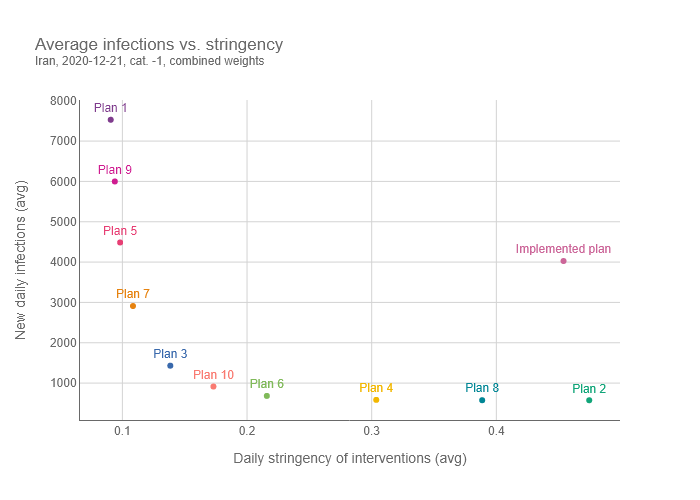 Average infections vs. stringency
Iran, 2020-12-21, cat. -1, combined weights
New daily infections (avg)
8000
7000
6000
5000
4000
3000
2000
1000
Plan 1
Plan 9
Plan 5
Implemented plan
Plan 7
Plan 3
Plan 10
Plan 6
Plan 4
Plan 8
Plan 2
0.1
0.2
0.3
0.4
Daily stringency of interventions (avg)